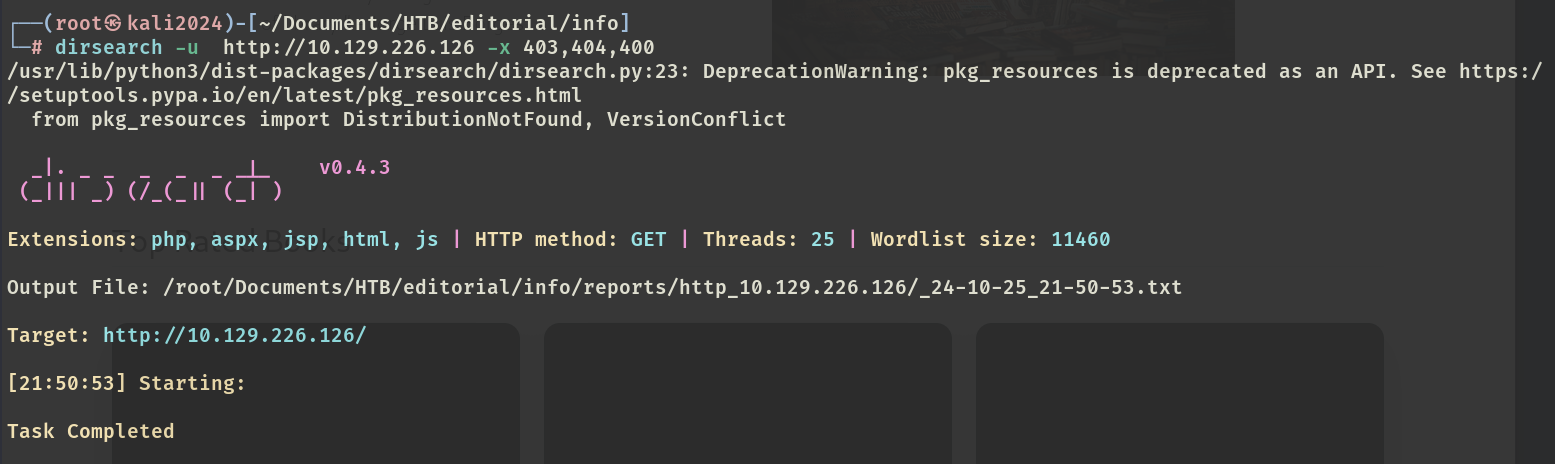 ┌──(root㉿kali2024)-[~/Documents/HTB/editorial/info]
└─# dirsearch -u  http://10.129.226.126 -x 403,404,400
/usr/lib/python3/dist-packages/dirsearch/dirsearch.py:23: DeprecationWarning: pkg_resources is deprecated as an API. See https:/
/setuptools.pypa.io/en/latest/pkg_resources.html
  from pkg_resources import DistributionNotFound, VersionConflict
  _|. _ _  _  _  _ _|_    v0.4.3
 (_||| _) (/_(_|| (_| )
Extensions: php, aspx, jsp, html, js | HTTP method: GET | Threads: 25 | Wordlist size: 11460
Output File: /root/Documents/HTB/editorial/info/reports/http_10.129.226.126/_24-10-25_21-50-53.txt
Target: http://10.129.226.126/
[21:50:53] Starting:
Task Completed